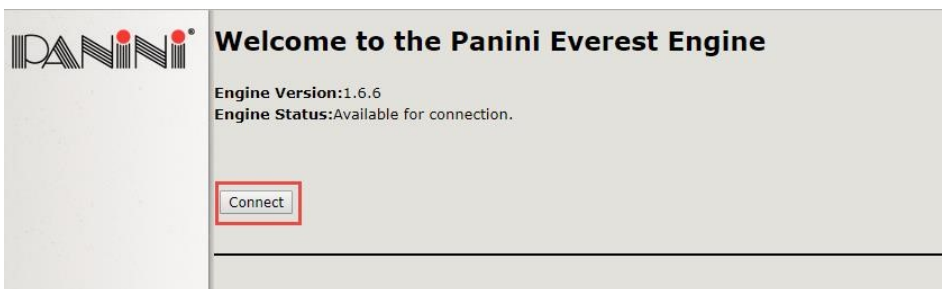 PANINI®
Welcome to the Panini Everest Engine
Engine Version:1.6.6
Engine Status:Available for connection.
Connect